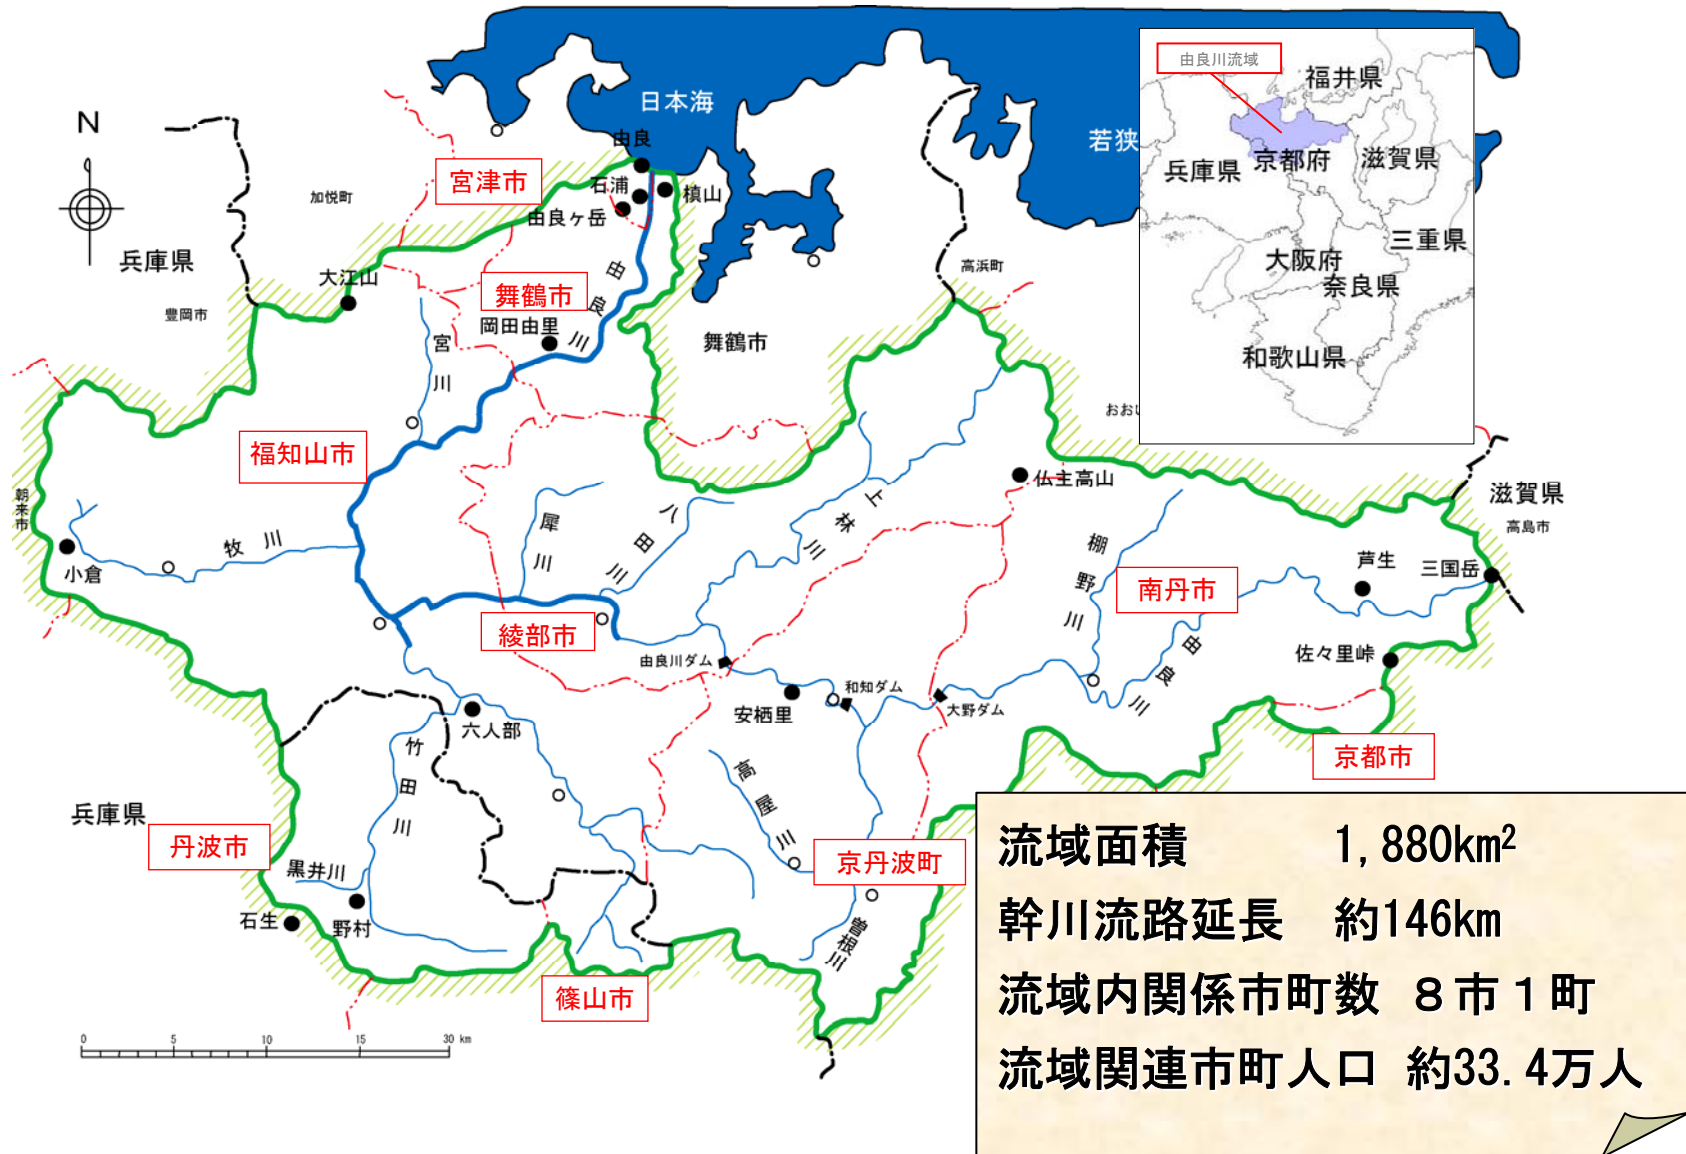 由良川流域
福井県
兵庫県
京都府
滋賀県
三重県
大阪府
奈良県
和歌山県
日本海
若狭
N
由良
宮津市
石浦
槙山
由良ヶ岳
加悦町
兵庫県
大江山
豊岡市
舞鶴市
岡田由里
由良川
宮川
舞鶴市
高浜町
おおい
福知山市
朝来市
小倉
牧川
犀川
八田川
上林川
仏主高山
棚野川
滋賀県
高島市
芦生
三国岳
南丹市
綾部市
由良川ダム
由良川
佐々里峠
安栖里
和知ダム
大野ダム
京都市
六人部
竹田川
高屋川
兵庫県
丹波市
黒井川
京丹波町
石生
野村
曽根川
篠山市
0 5 10 15 30 km
流域面積 1,880km²
幹川流路延長 約146km
流域内関係市町数 8市1町
流域関連市町人口 約33.4万人